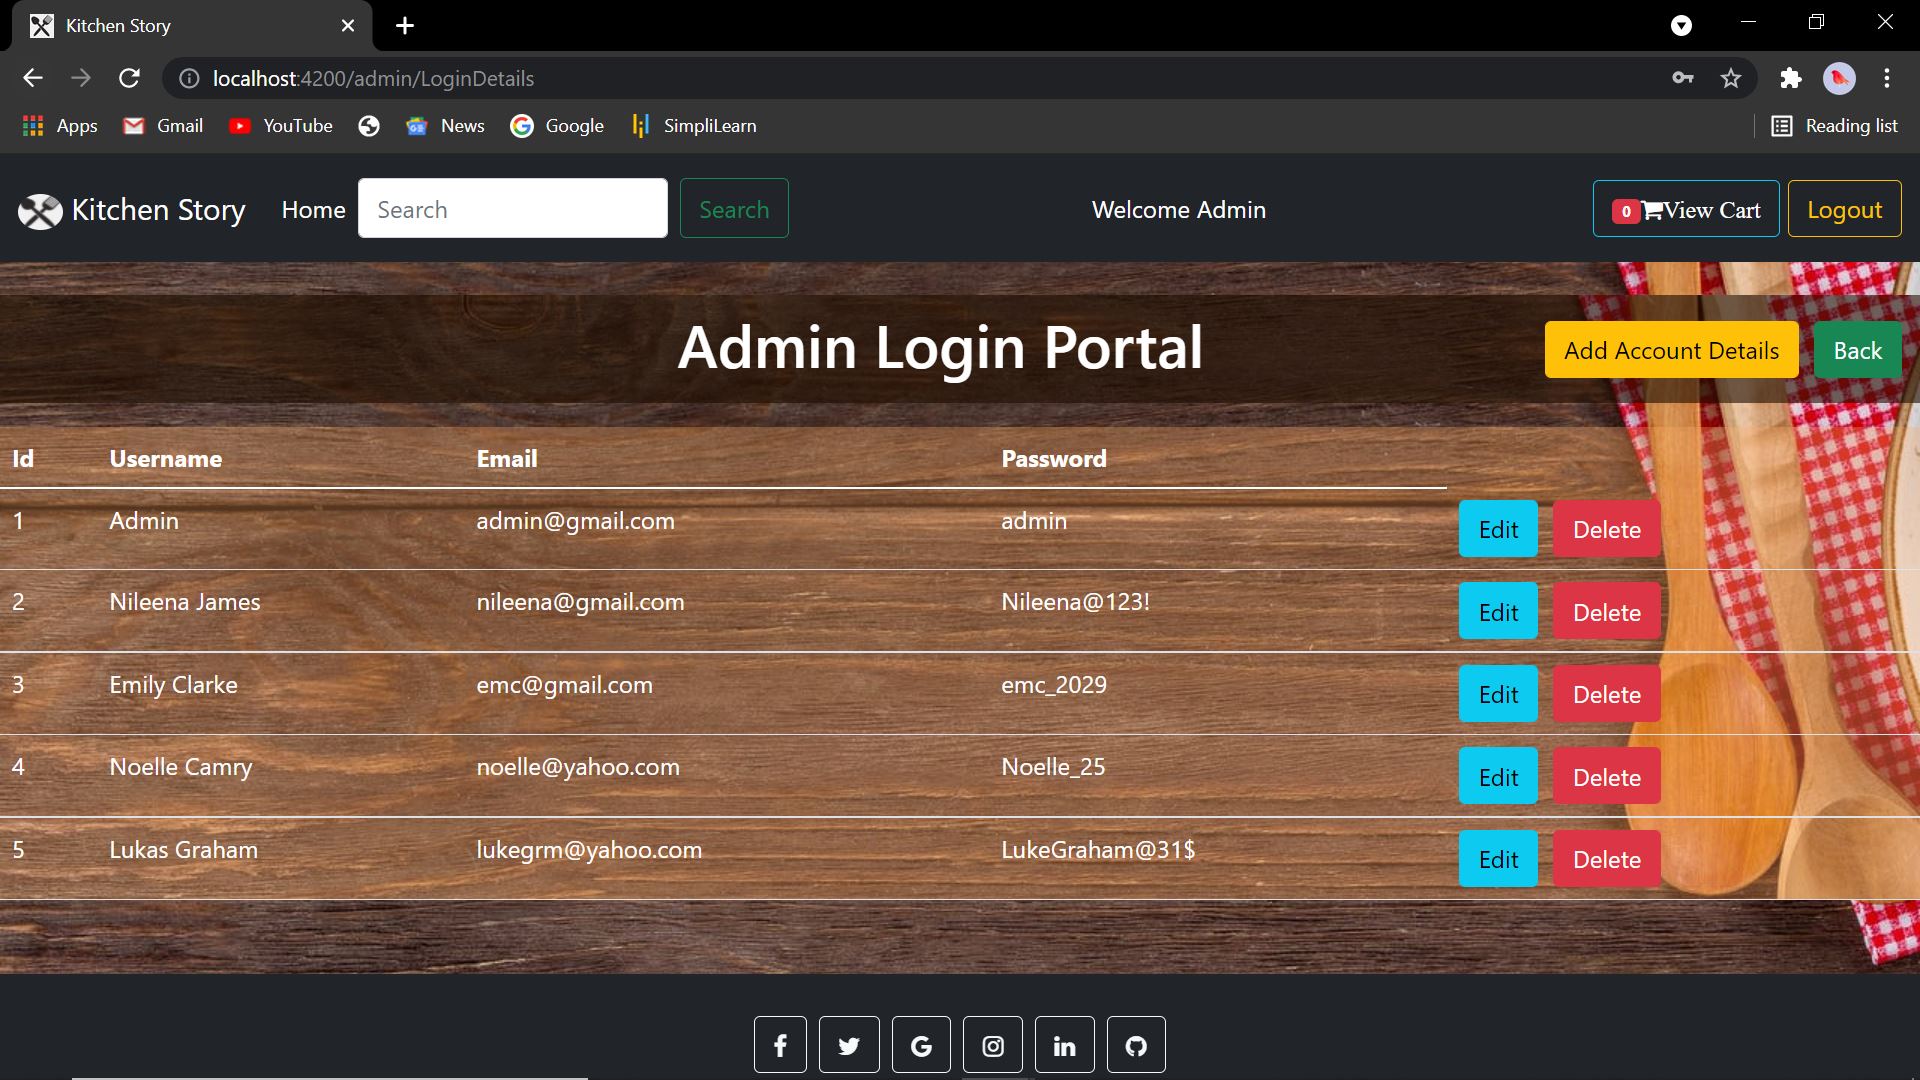 Kitchen Story
localhost:4200/admin/LoginDetails
Apps Gmail YouTube News Google SimpliLearn Reading list
Kitchen Story Home Search Search Welcome Admin 0 View Cart Logout
Admin Login Portal Add Account Details Back
Id Username Email Password
1 Admin admin@gmail.com admin Edit Delete
2 Nileena James nileena@gmail.com Nileena@123! Edit Delete
3 Emily Clarke emc@gmail.com emc_2029 Edit Delete
4 Noelle Camry noelle@yahoo.com Noelle_25 Edit Delete
5 Lukas Graham lukegrm@yahoo.com LukeGraham@31$ Edit Delete